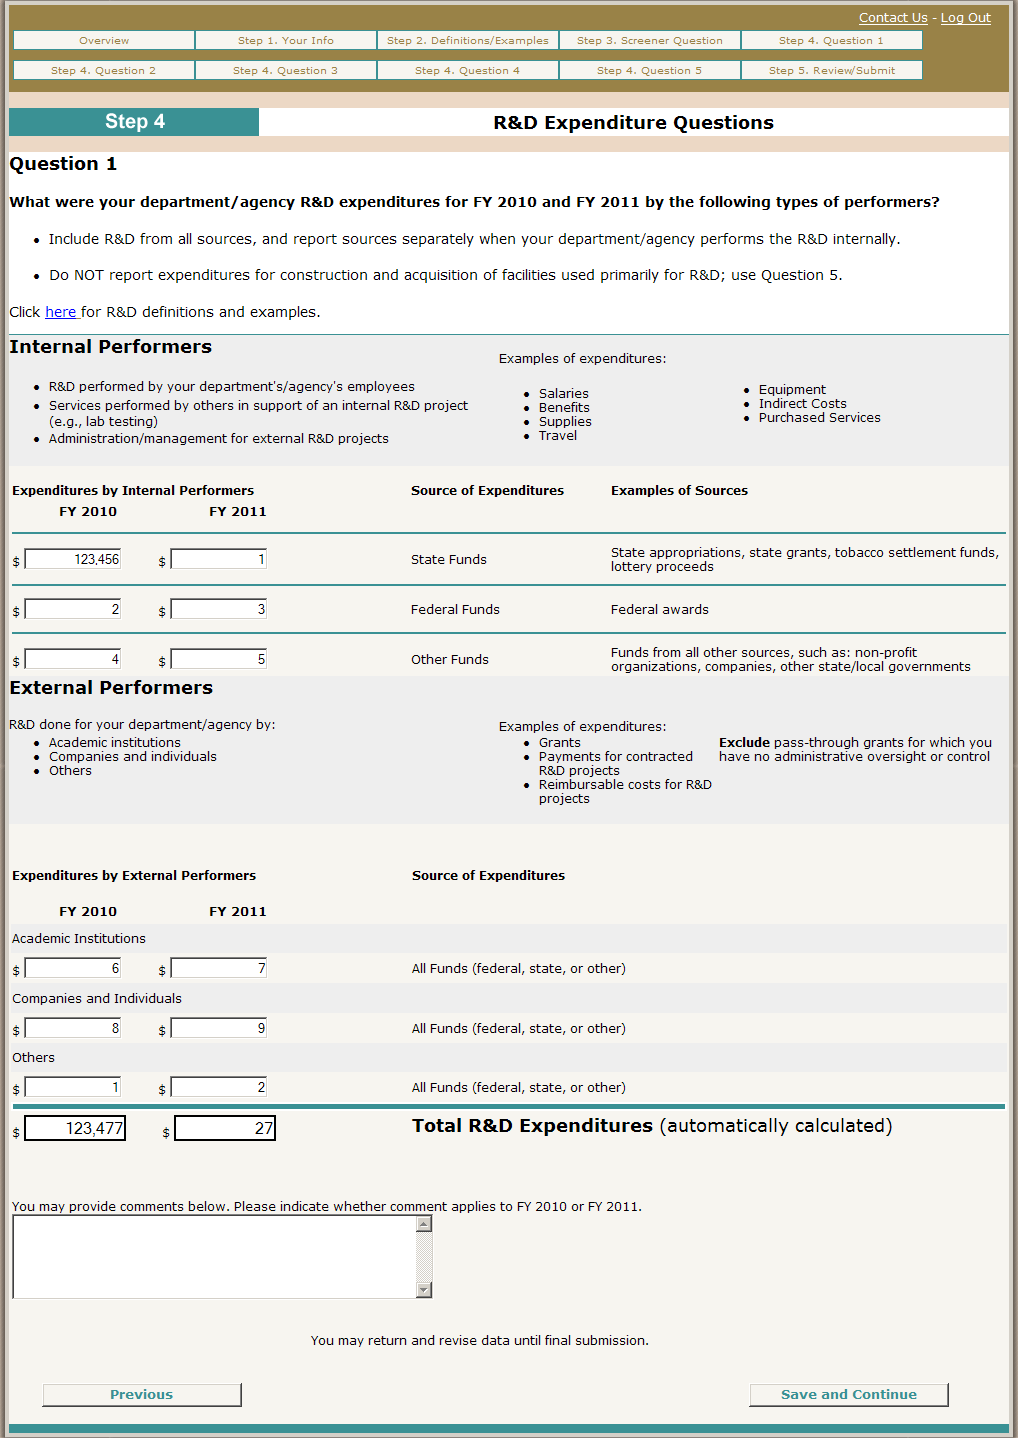 Contact Us - Log Out
Overview Step 1. Your Info Step 2. Definitions/Examples Step 3. Screener Question Step 4. Question 1
Step 4. Question 2 Step 4. Question 3 Step 4. Question 4 Step 4. Question 5 Step 5. Review/Submit
Step 4 R&D Expenditure Questions
Question 1
What were your department/agency R&D expenditures for FY 2010 and FY 2011 by the following types of performers?
• Include R&D from all sources, and report sources separately when your department/agency performs the R&D internally.
• Do NOT report expenditures for construction and acquisition of facilities used primarily for R&D; use Question 5.
Click here for R&D definitions and examples.
Internal Performers
• R&D performed by your department's/agency's employees
• Services performed by others in support of an internal R&D project
(e.g., lab testing)
• Administration/management for external R&D projects
Examples of expenditures:
• Salaries
• Benefits
• Supplies
• Travel
• Equipment
• Indirect Costs
• Purchased Services
Expenditures by Internal Performers Source of Expenditures Examples of Sources
FY 2010 FY 2011
$ 123,456 $ 1 State Funds State appropriations, state grants, tobacco settlement funds,
lottery proceeds
$ 2 $ 3 Federal Funds Federal awards
$ 4 $ 5 Other Funds Funds from all other sources, such as: non-profit
organizations, companies, other state/local governments
External Performers
R&D done for your department/agency by:
• Academic institutions
• Companies and individuals
• Others
Examples of expenditures:
• Grants
• Payments for contracted
R&D projects
• Reimbursable costs for R&D
projects
Exclude pass-through grants for which you
have no administrative oversight or control
Expenditures by External Performers Source of Expenditures
FY 2010 FY 2011
Academic Institutions
$ 6 $ 7 All Funds (federal, state, or other)
Companies and Individuals
$ 8 $ 9 All Funds (federal, state, or other)
Others
$ 1 $ 2 All Funds (federal, state, or other)
$ 123,477 $ 27 Total R&D Expenditures (automatically calculated)
You may provide comments below. Please indicate whether comment applies to FY 2010 or FY 2011.
You may return and revise data until final submission.
Previous Save and Continue